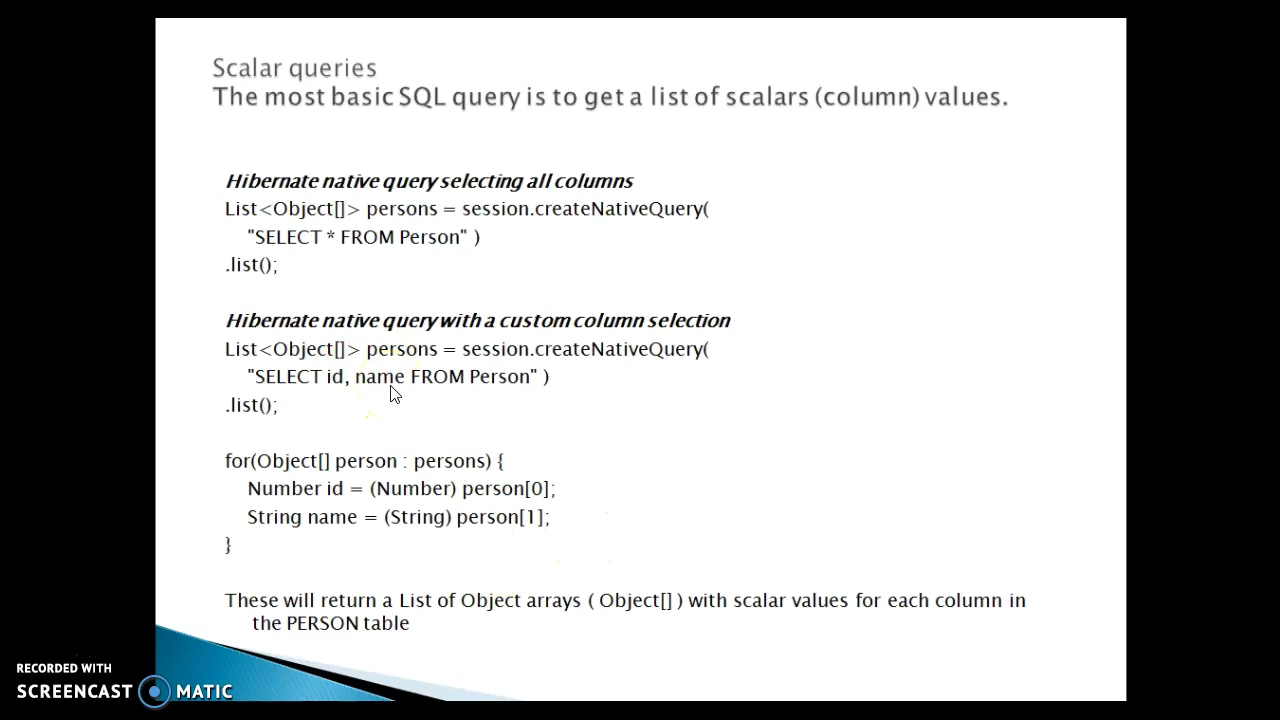 Scalar queries
The most basic SQL query is to get a list of scalars (column) values.
Hibernate native query selecting all columns
List<Object[]> persons = session.createNativeQuery(
"SELECT * FROM Person" )
.list();
Hibernate native query with a custom column selection
List<Object[]> persons = session.createNativeQuery(
"SELECT id, name FROM Person" )
.list();
for(Object[] person : persons) {
Number id = (Number) person[0];
String name = (String) person[1];
}
These will return a List of Object arrays ( Object[] ) with scalar values for each column in
the PERSON table
RECORDED WITH
SCREENCAST MATIC